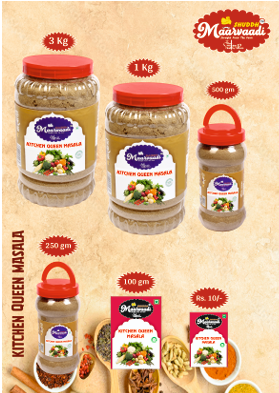 SHUDDH
Maarwaadi
3 Kg
1 Kg
500 gm
Maarwaadi
KITCHEN QUEEN MASALA
Maarwaadi
KITCHEN QUEEN MASALA
Maarwaadi
KITCHEN QUEEN MASALA
250 gm
100 gm
Rs. 10/-
Maarwaadi
KITCHEN QUEEN MASALA
Maarwaadi
KITCHEN QUEEN
MASALA
Maarwaadi
KITCHEN QUEEN
MASALA
KITCHEN QUEEN MASALA